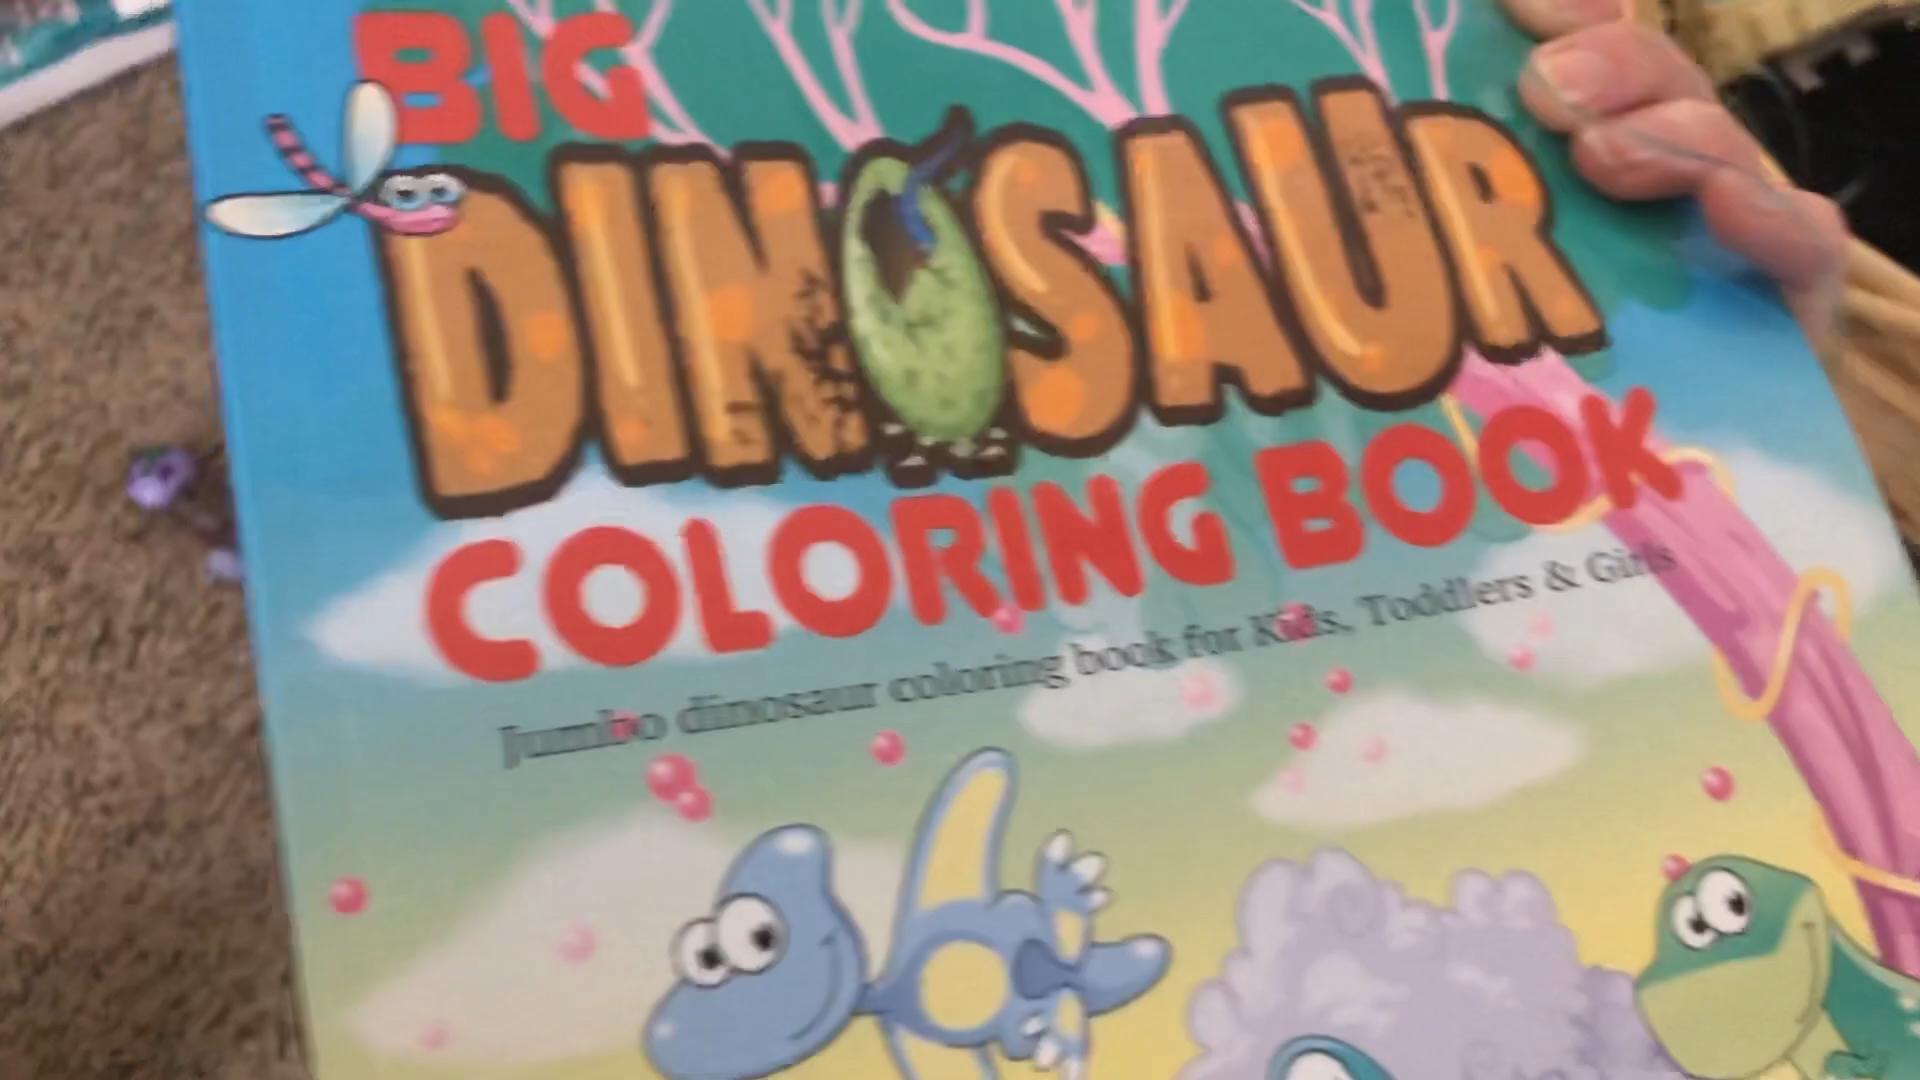 BIG
DINOSAUR
COLORING BOOK
Jumbo dinosaur coloring book for Kids, Toddlers & Girls